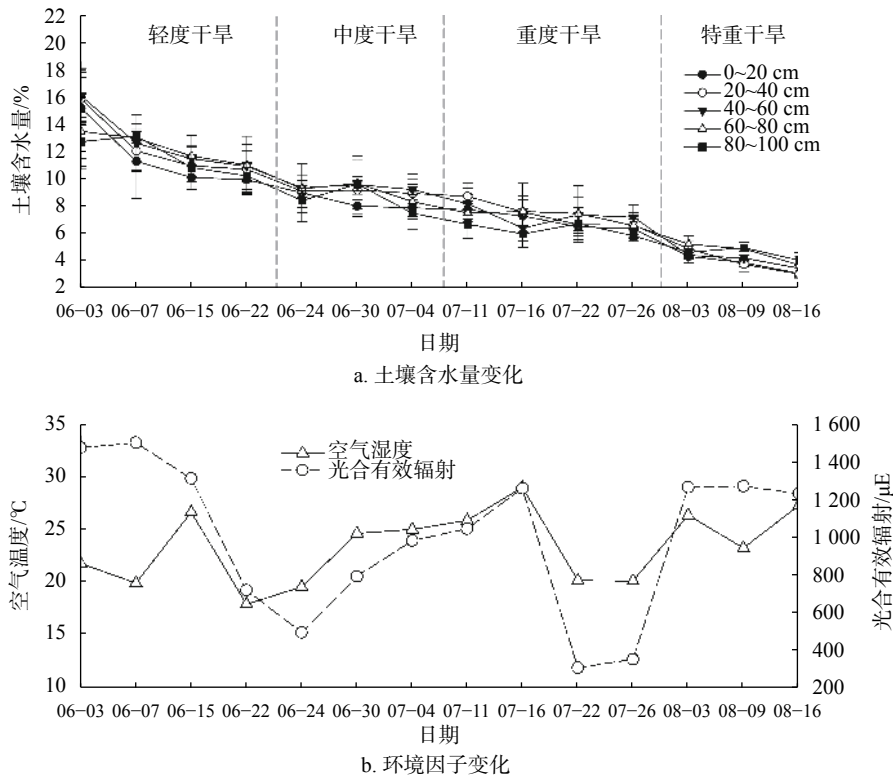 22
轻度干旱 中度干旱 重度干旱 特重干旱
20
18
16
14
12
10
8
6
4
2
土壤含水量/%
0~20 cm
20~40 cm
40~60 cm
60~80 cm
80~100 cm
06−03 06−07 06−15 06−22 06−24 06−30 07−04 07−11 07−16 07−22 07−26 08−03 08−09 08−16
日期
a. 土壤含水量变化
35
30
25
20
15
10
空气温度/℃
空气湿度
光合有效辐射
1 600
1 400
1 200
1 000
800
600
400
200
光合有效辐射/μE
06−03 06−07 06−15 06−22 06−24 06−30 07−04 07−11 07−16 07−22 07−26 08−03 08−09 08−16
日期
b. 环境因子变化